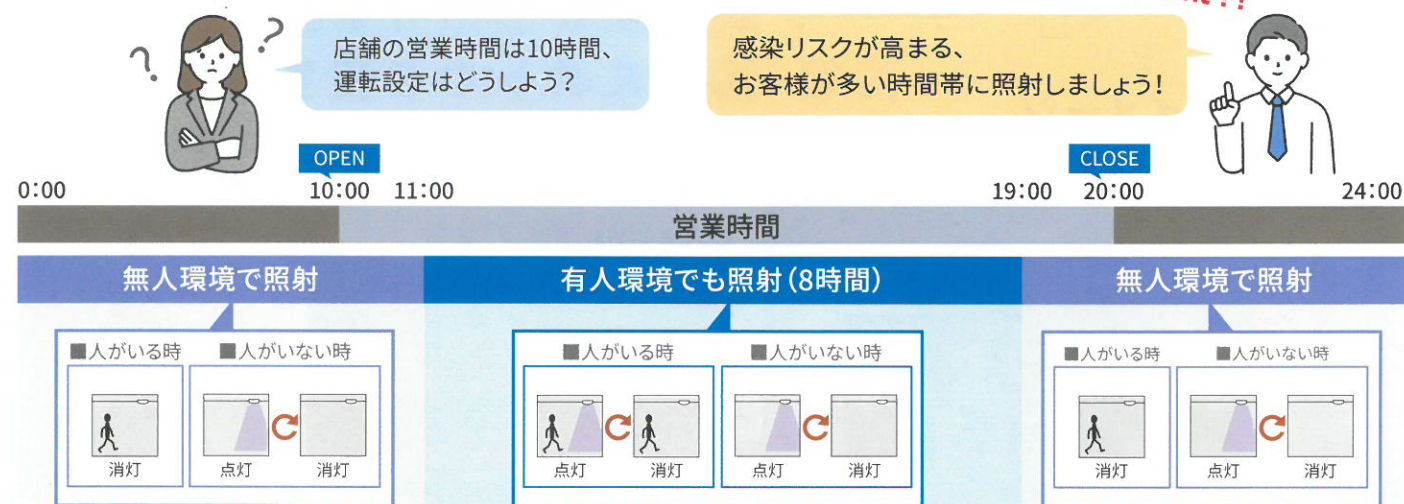 ?
?
店舗の営業時間は10時間、
運転設定はどうしよう?
感染リスクが高まる、
お客様が多い時間帯に照射しましょう!
OPEN
CLOSE
0:00 10:00 11:00 19:00 20:00 24:00
営業時間
無人環境で照射
有人環境でも照射(8時間)
無人環境で照射
■人がいる時 ■人がいない時
消灯 点灯 消灯
■人がいる時 ■人がいない時
点灯 消灯 点灯 消灯
■人がいる時 ■人がいない時
消灯 点灯 消灯